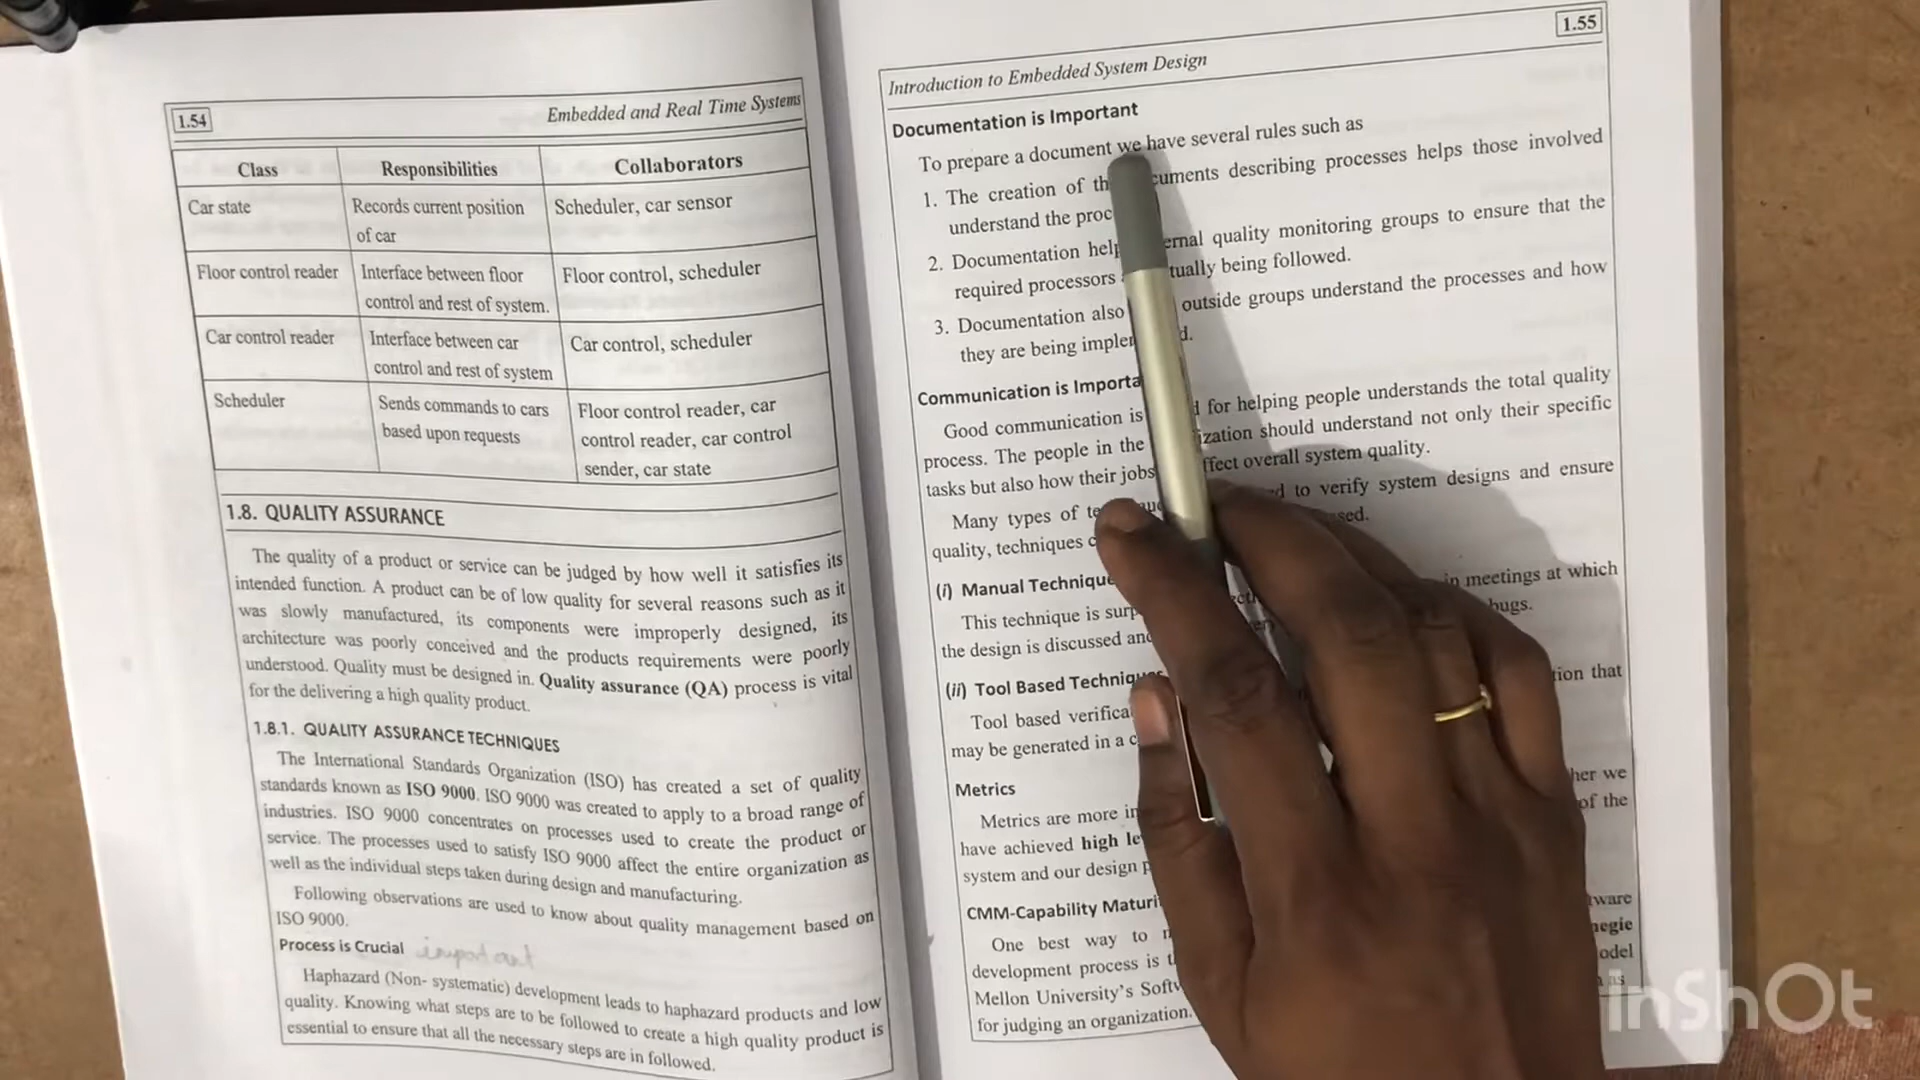 1.54
Embedded and Real Time Systems
Class Responsibilities Collaborators
Car state Records current position of car Scheduler, car sensor
Floor control reader Interface between floor control and rest of system. Floor control, scheduler
Car control reader Interface between car control and rest of system Car control, scheduler
Scheduler Sends commands to cars based upon requests Floor control reader, car control reader, car control sender, car state
1.8. QUALITY ASSURANCE
The quality of a product or service can be judged by how well it satisfies its
intended function. A product can be of low quality for several reasons such as it
was slowly manufactured, its components were improperly designed, its
architecture was poorly conceived and the products requirements were poorly
understood. Quality must be designed in. Quality assurance (QA) process is vital
for the delivering a high quality product.
1.8.1. QUALITY ASSURANCE TECHNIQUES
The International Standards Organization (ISO) has created a set of quality
standards known as ISO 9000. ISO 9000 was created to apply to a broad range of
industries. ISO 9000 concentrates on processes used to create the product or
service. The processes used to satisfy ISO 9000 affect the entire organization as
well as the individual steps taken during design and manufacturing.
Following observations are used to know about quality management based on
ISO 9000.
Process is Crucial important
Haphazard (Non- systematic) development leads to haphazard products and low
quality. Knowing what steps are to be followed to create a high quality product is
essential to ensure that all the necessary steps are in followed.
Introduction to Embedded System Design
1.55
Documentation is Important
To prepare a document we have several rules such as
1. The creation of the documents describing processes helps those involved
understand the
2. Documentation quality monitoring groups to ensure that the
required processors being followed.
3. Documentation also outside groups understand the processes and how
they are being
Communication is
Good communication is for helping people understands the total quality
process. The people in the should understand not only their specific
tasks but also how their jobs overall system quality.
Many types of to verify system designs and ensure
quality, techniques
(i) Manual
This technique is in meetings at which
the design is discussed and bugs.
(ii) Tool Based
Tool based that
may be generated in a
Metrics
Metrics are more we
have achieved high of the
system and our design
CMM-Capability
One best way to
development process is
Mellon University's
for judging an organization.
InShOt